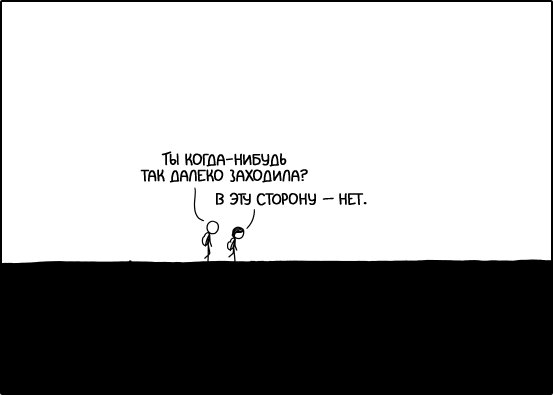 ТЫ КОГДА-НИБУДЬ
ТАК ДАЛЕКО ЗАХОДИЛА?
В ЭТУ СТОРОНУ — НЕТ.